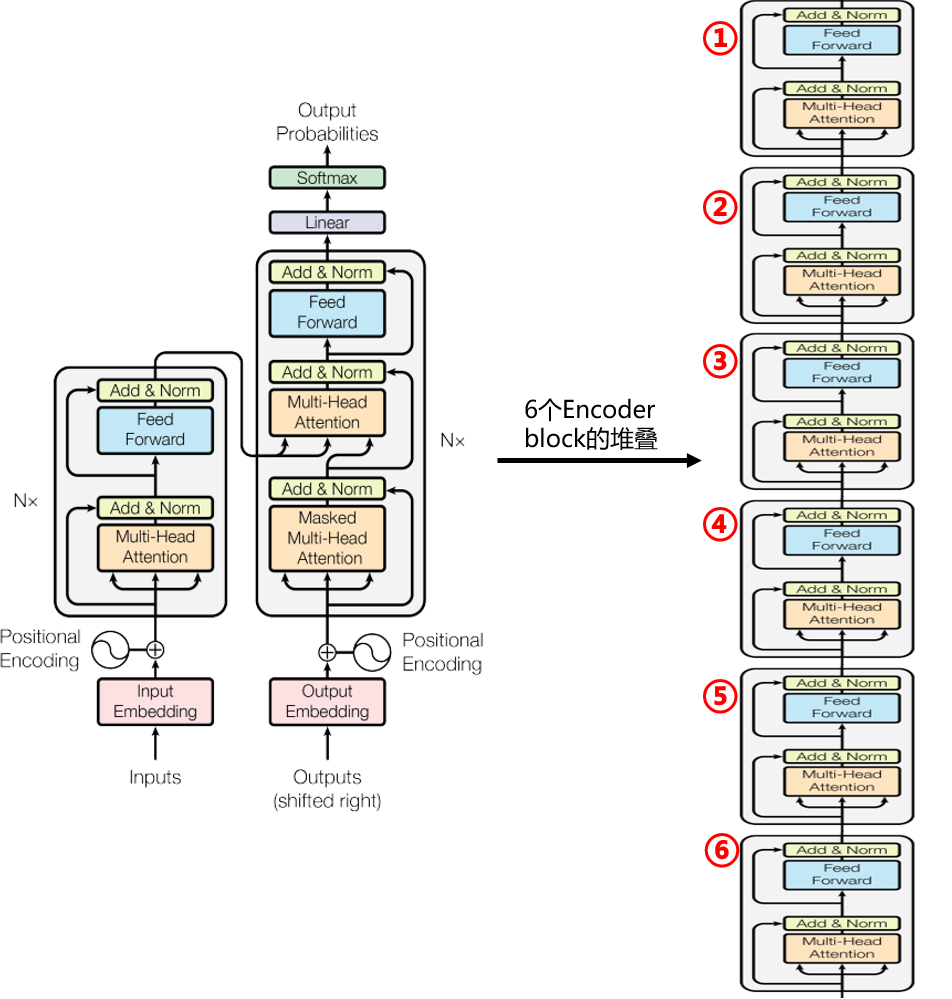 Output
Probabilities
Softmax
Linear
Add & Norm
Feed
Forward
Add & Norm
Multi-Head
Attention
Nx
Add & Norm
Masked
Multi-Head
Attention
Positional
Encoding
Output
Embedding
Outputs
(shifted right)
Add & Norm
Feed
Forward
Nx
Add & Norm
Multi-Head
Attention
Positional
Encoding
Input
Embedding
Inputs
6个Encoder
block的堆叠
①
Add & Norm
Feed
Forward
Add & Norm
Multi-Head
Attention
②
Add & Norm
Feed
Forward
Add & Norm
Multi-Head
Attention
③
Add & Norm
Feed
Forward
Add & Norm
Multi-Head
Attention
④
Add & Norm
Feed
Forward
Add & Norm
Multi-Head
Attention
⑤
Add & Norm
Feed
Forward
Add & Norm
Multi-Head
Attention
⑥
Add & Norm
Feed
Forward
Add & Norm
Multi-Head
Attention